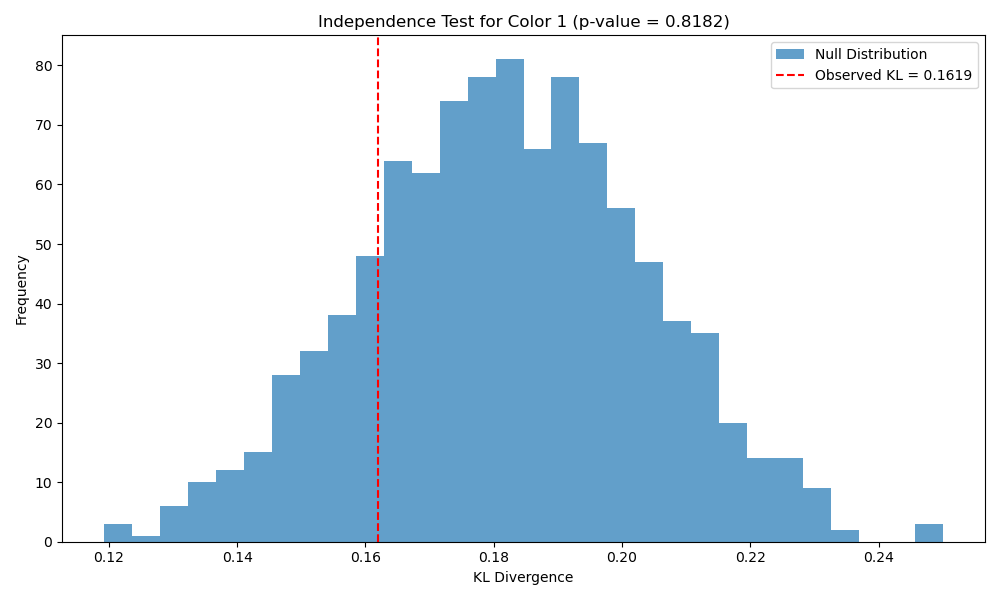 Independence Test for Color 1 (p-value = 0.8182)
Null Distribution
Observed KL = 0.1619
80
70
60
50
40
30
20
10
0
Frequency
0.12 0.14 0.16 0.18 0.20 0.22 0.24
KL Divergence